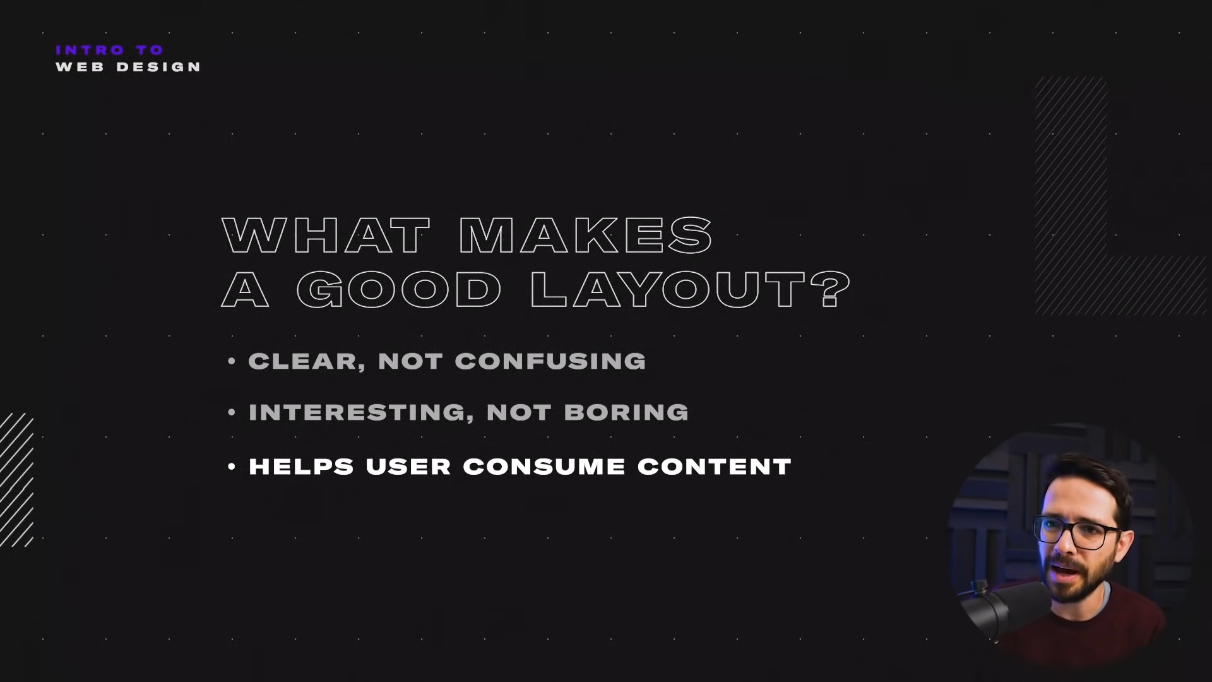 INTRO TO
WEB DESIGN
WHAT MAKES
A GOOD LAYOUT?
• CLEAR, NOT CONFUSING
• INTERESTING, NOT BORING
• HELPS USER CONSUME CONTENT